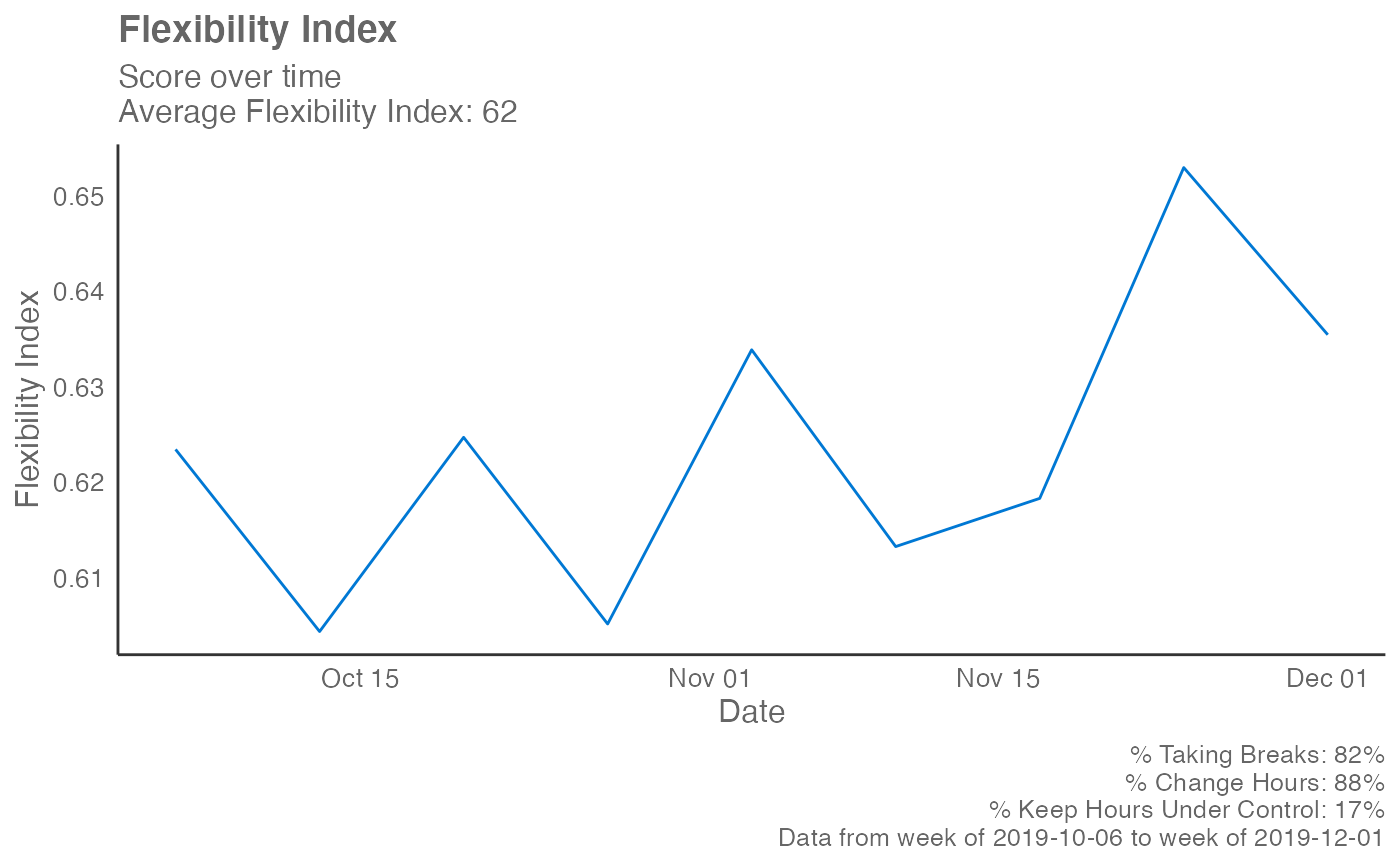 Flexibility Index
Score over time
Average Flexibility Index: 62
Flexibility Index
0.65
0.64
0.63
0.62
0.61
Oct 15
Nov 01
Nov 15
Dec 01
Date
% Taking Breaks: 82%
% Change Hours: 88%
% Keep Hours Under Control: 17%
Data from week of 2019-10-06 to week of 2019-12-01